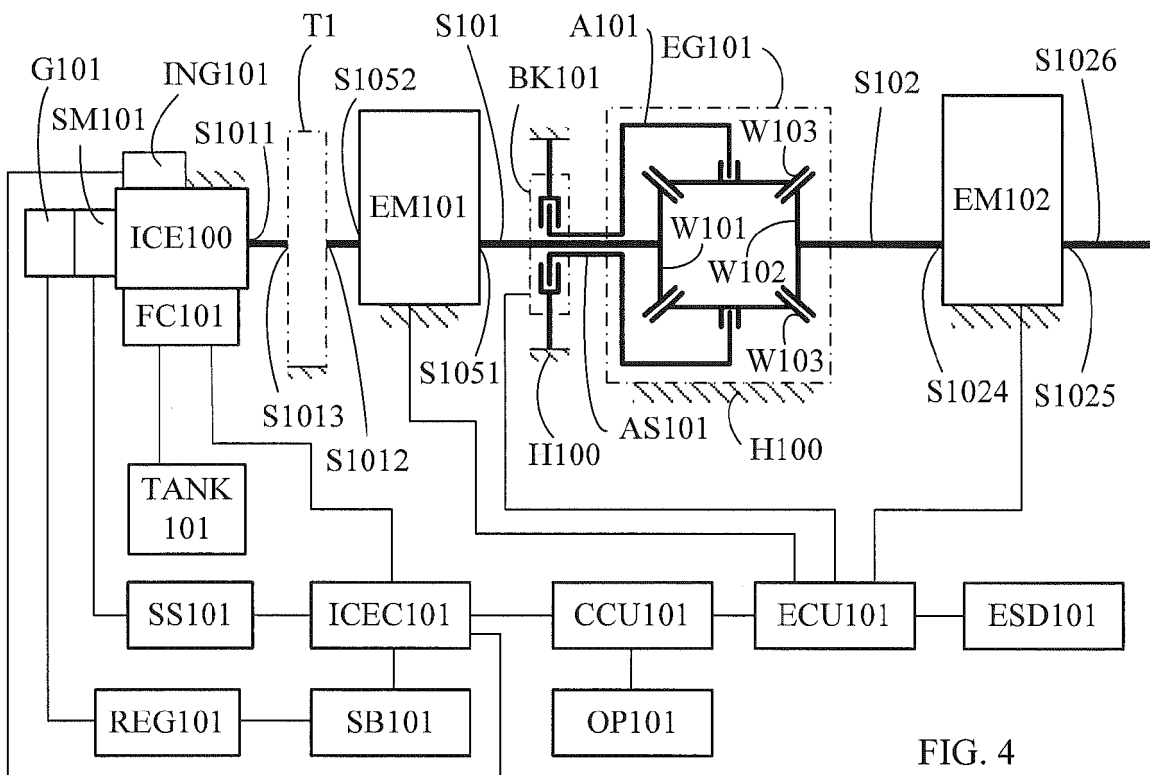 T1
S101
A101
EG101
S1026
G101
ING101
S1052
BK101
S102
SM101
S1011
W103
EM101
EM102
ICE100
W101
W102
FC101
W103
S1051
S1024
S1025
S1013
AS101
H100
H100
S1012
TANK
101
SS101
ICEC101
CCU101
ECU101
ESD101
REG101
SB101
OP101
FIG. 4